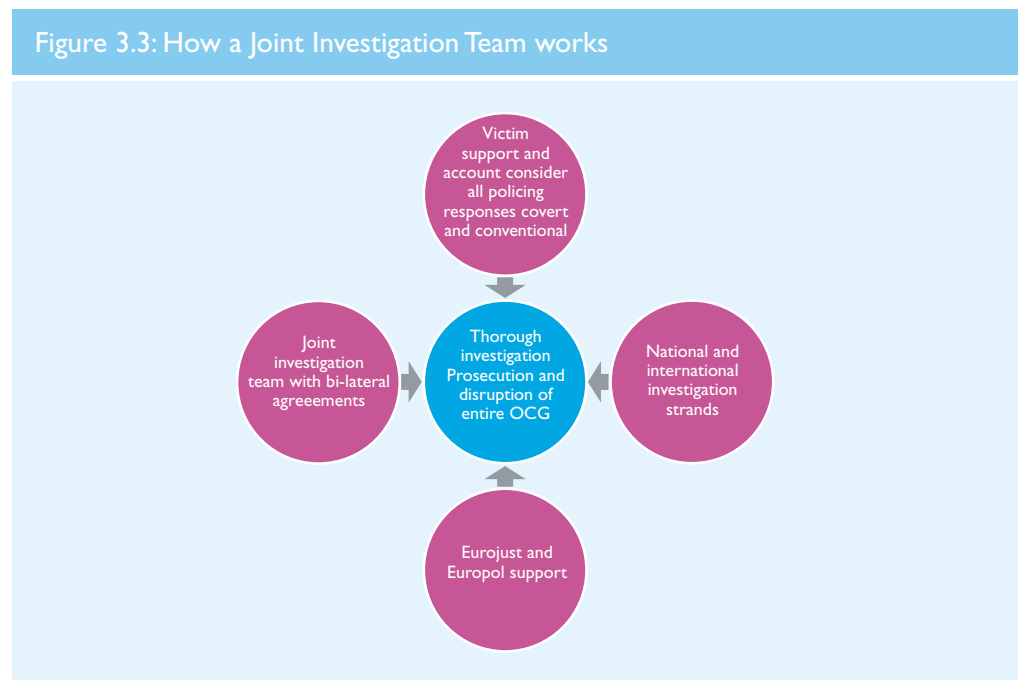 Figure 3.3: How a Joint Investigation Team works
Victim
support and
account consider
all policing
responses covert
and conventional
Joint
investigation
team with bi-lateral
agreeements
Thorough
investigation
Prosecution and
disruption of
entire OCG
National and
international
investigation
strands
Eurojust and
Europol support